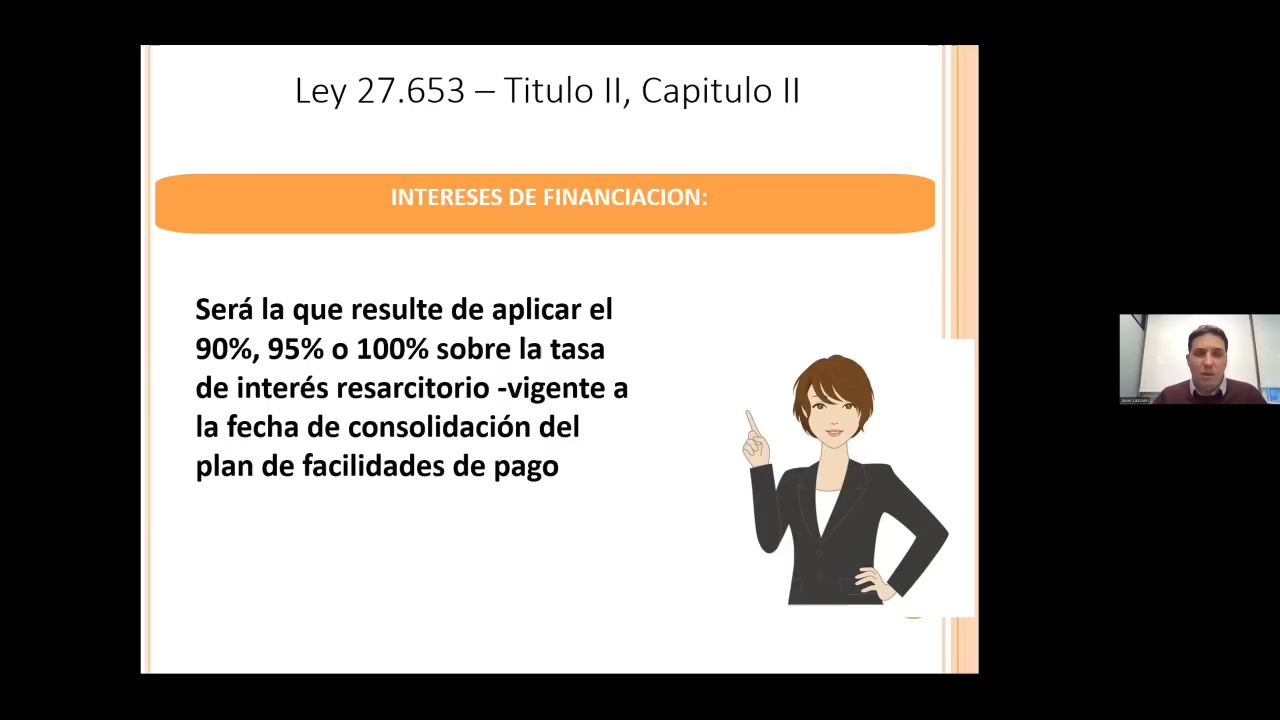 Ley 27.653 – Titulo II, Capitulo II
INTERESES DE FINANCIACION:
Será la que resulte de aplicar el
90%, 95% o 100% sobre la tasa
de interés resarcitorio -vigente a
la fecha de consolidación del
plan de facilidades de pago